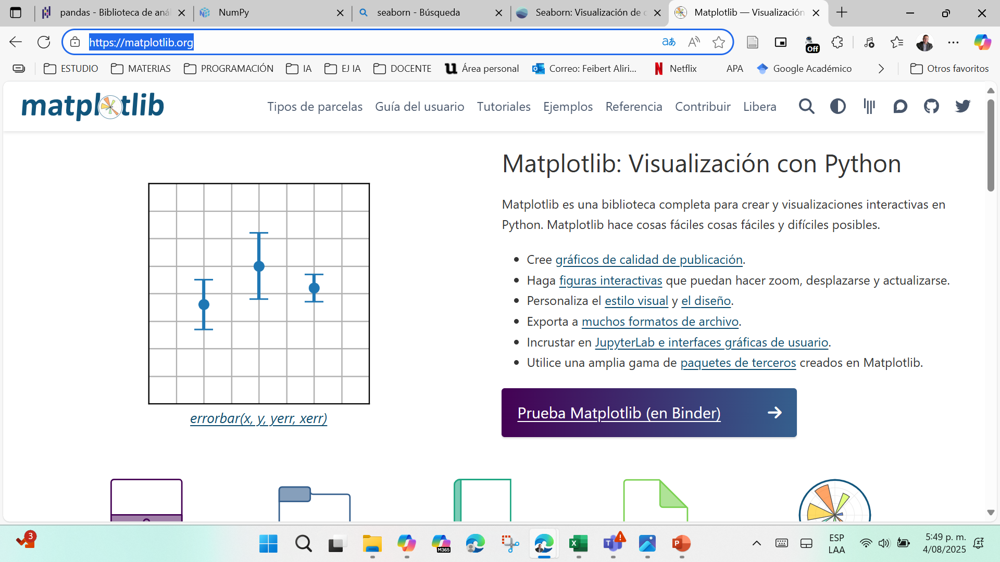 pandas - Biblioteca de aná
NumPy
seaborn - Búsqueda
Seaborn: Visualización de
Matplotlib — Visualización
https://matplotlib.org
aあ
A
Off
ESTUDIO
MATERIAS
PROGRAMACIÓN
IA
EJ IA
DOCENTE
Área personal
Correo: Feibert Aliri...
Netflix
APA
Google Académico
Otros favoritos
matplotlib
Tipos de parcelas
Guía del usuario
Tutoriales
Ejemplos
Referencia
Contribuir
Libera
Matplotlib: Visualización con Python
Matplotlib es una biblioteca completa para crear y visualizaciones interactivas en
Python. Matplotlib hace cosas fáciles cosas fáciles y difíciles posibles.
Cree gráficos de calidad de publicación.
Haga figuras interactivas que puedan hacer zoom, desplazarse y actualizarse.
Personaliza el estilo visual y el diseño.
Exporta a muchos formatos de archivo.
Incrustar en JupyterLab e interfaces gráficas de usuario.
Utilice una amplia gama de paquetes de terceros creados en Matplotlib.
Prueba Matplotlib (en Binder)
errorbar(x, y, yerr, xerr)
3
M365
ESP
LAA
5:49 p. m.
4/08/2025